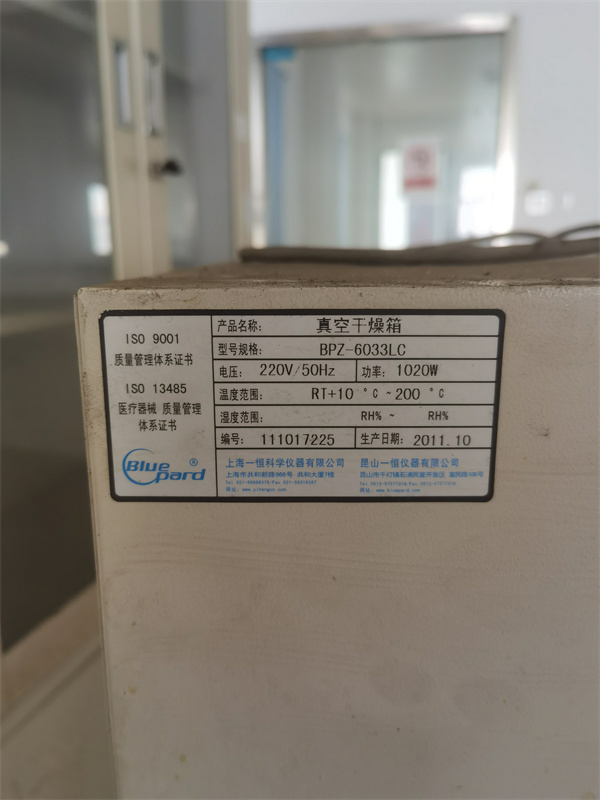 ISO 9001
质量管理体系证书
ISO 13485
医疗器械 质量管理
体系证书
Blue pard ®
产品名称: 真空干燥箱
型号规格: BPZ-6033LC
电压: 220V/50Hz 功率: 1020W
温度范围: RT+10 °C ~200 °C
湿度范围: RH% ~ RH%
编号: 111017225 生产日期: 2011.10
上海一恒科学仪器有限公司
昆山一恒仪器有限公司